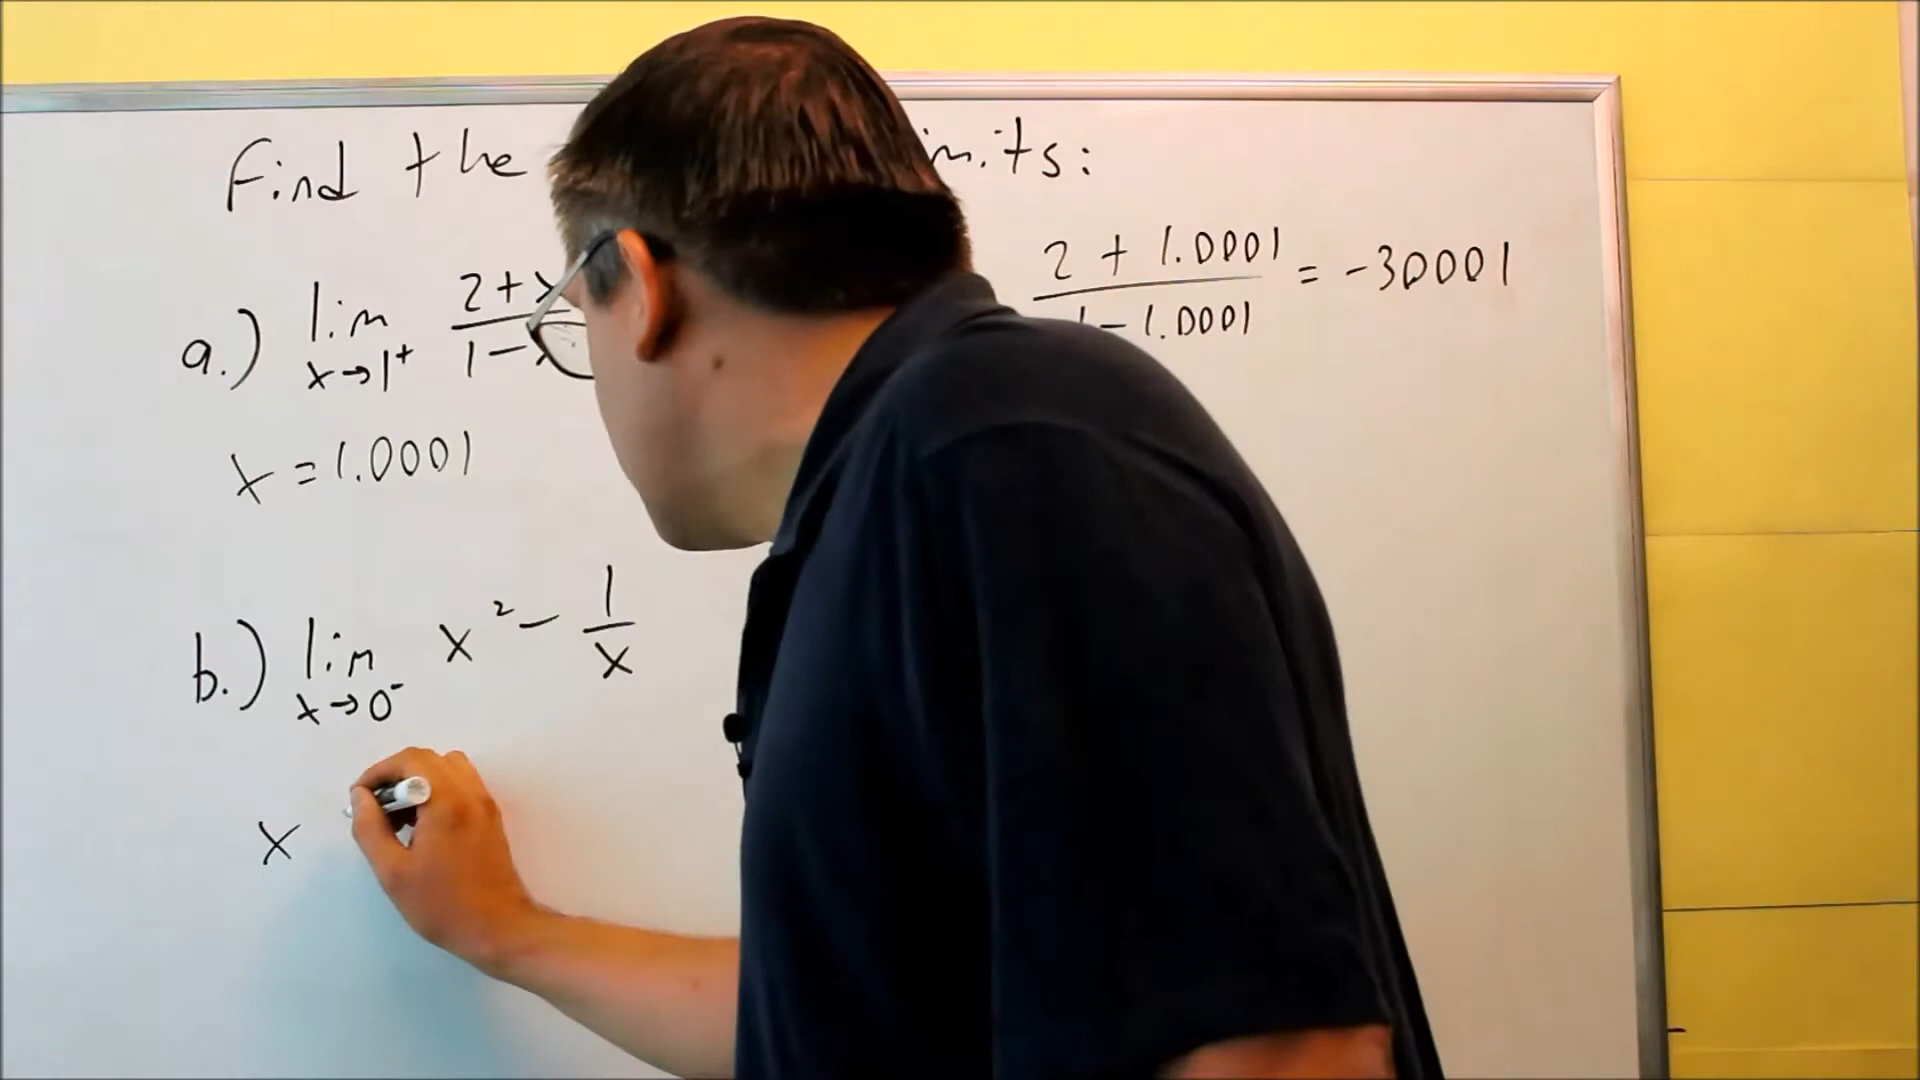 Find the mits:
a.) lim x→1⁺ 2+x / 1-x
2 + 1.0001 / 1 - 1.0001 = -30001
x = 1.0001
b.) lim x→0⁻ x² - 1/x
x